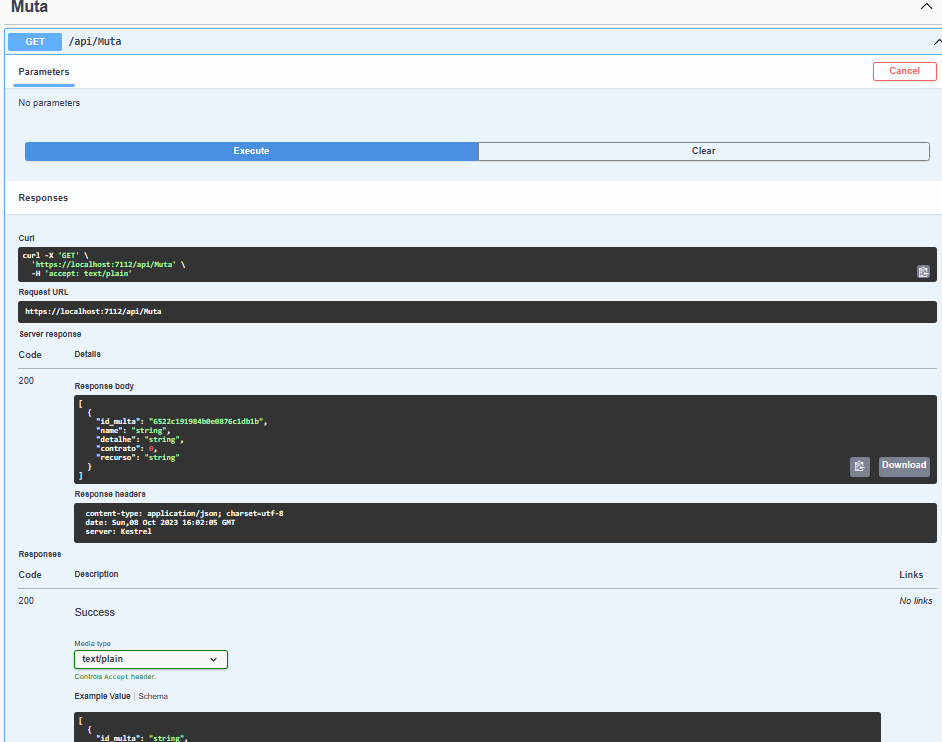 Muta
GET /api/Muta
Parameters
Cancel
No parameters
Execute
Clear
Responses
Curl
curl -X 'GET' \
  'https://localhost:7112/api/Muta' \
  -H 'accept: text/plain'
Request URL
https://localhost:7112/api/Muta
Server response
Code Details
200
Response body
[
  {
    "id_multa": "6522c191984b0e0876c1db1b",
    "name": "string",
    "detalhe": "string",
    "contrato": 0,
    "recurso": "string"
  }
]
Download
Response headers
content-type: application/json; charset=utf-8
date: Sun,08 Oct 2023 16:02:05 GMT
server: Kestrel
Responses
Code Description Links
200
Success
No links
Media type
text/plain
Controls Accept header.
Example Value | Schema
[
  {
    "id_multa": "string",